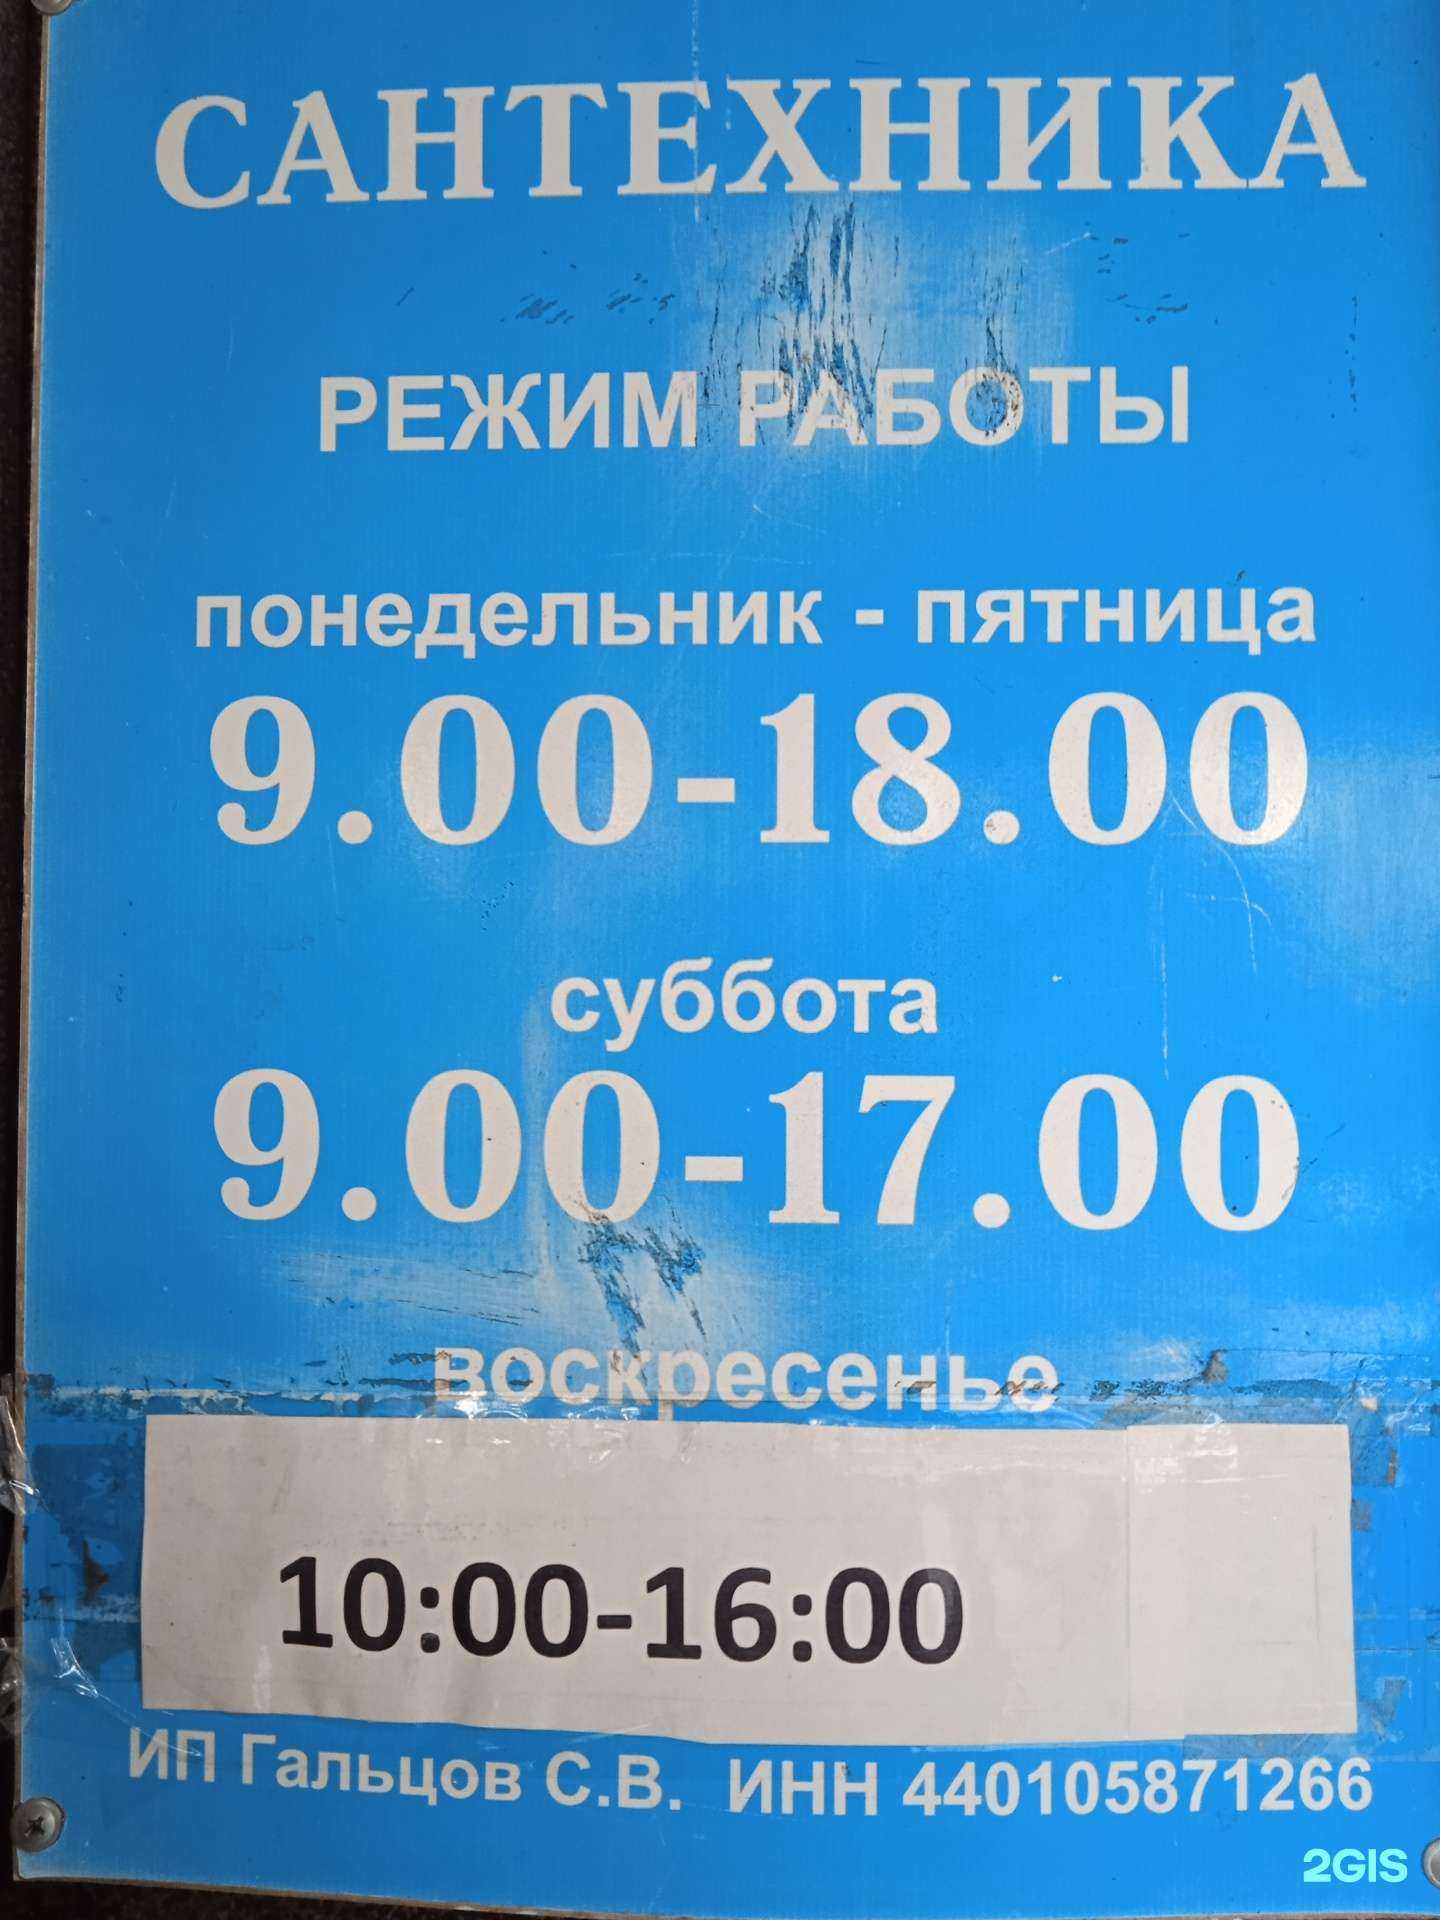 САНТЕХНИКА
РЕЖИМ РАБОТЫ
понедельник - пятница
9.00-18.00
суббота
9.00-17.00
воскресенье
10:00-16:00
ИП Гальцов С.В. ИНН 440105871266
2GIS